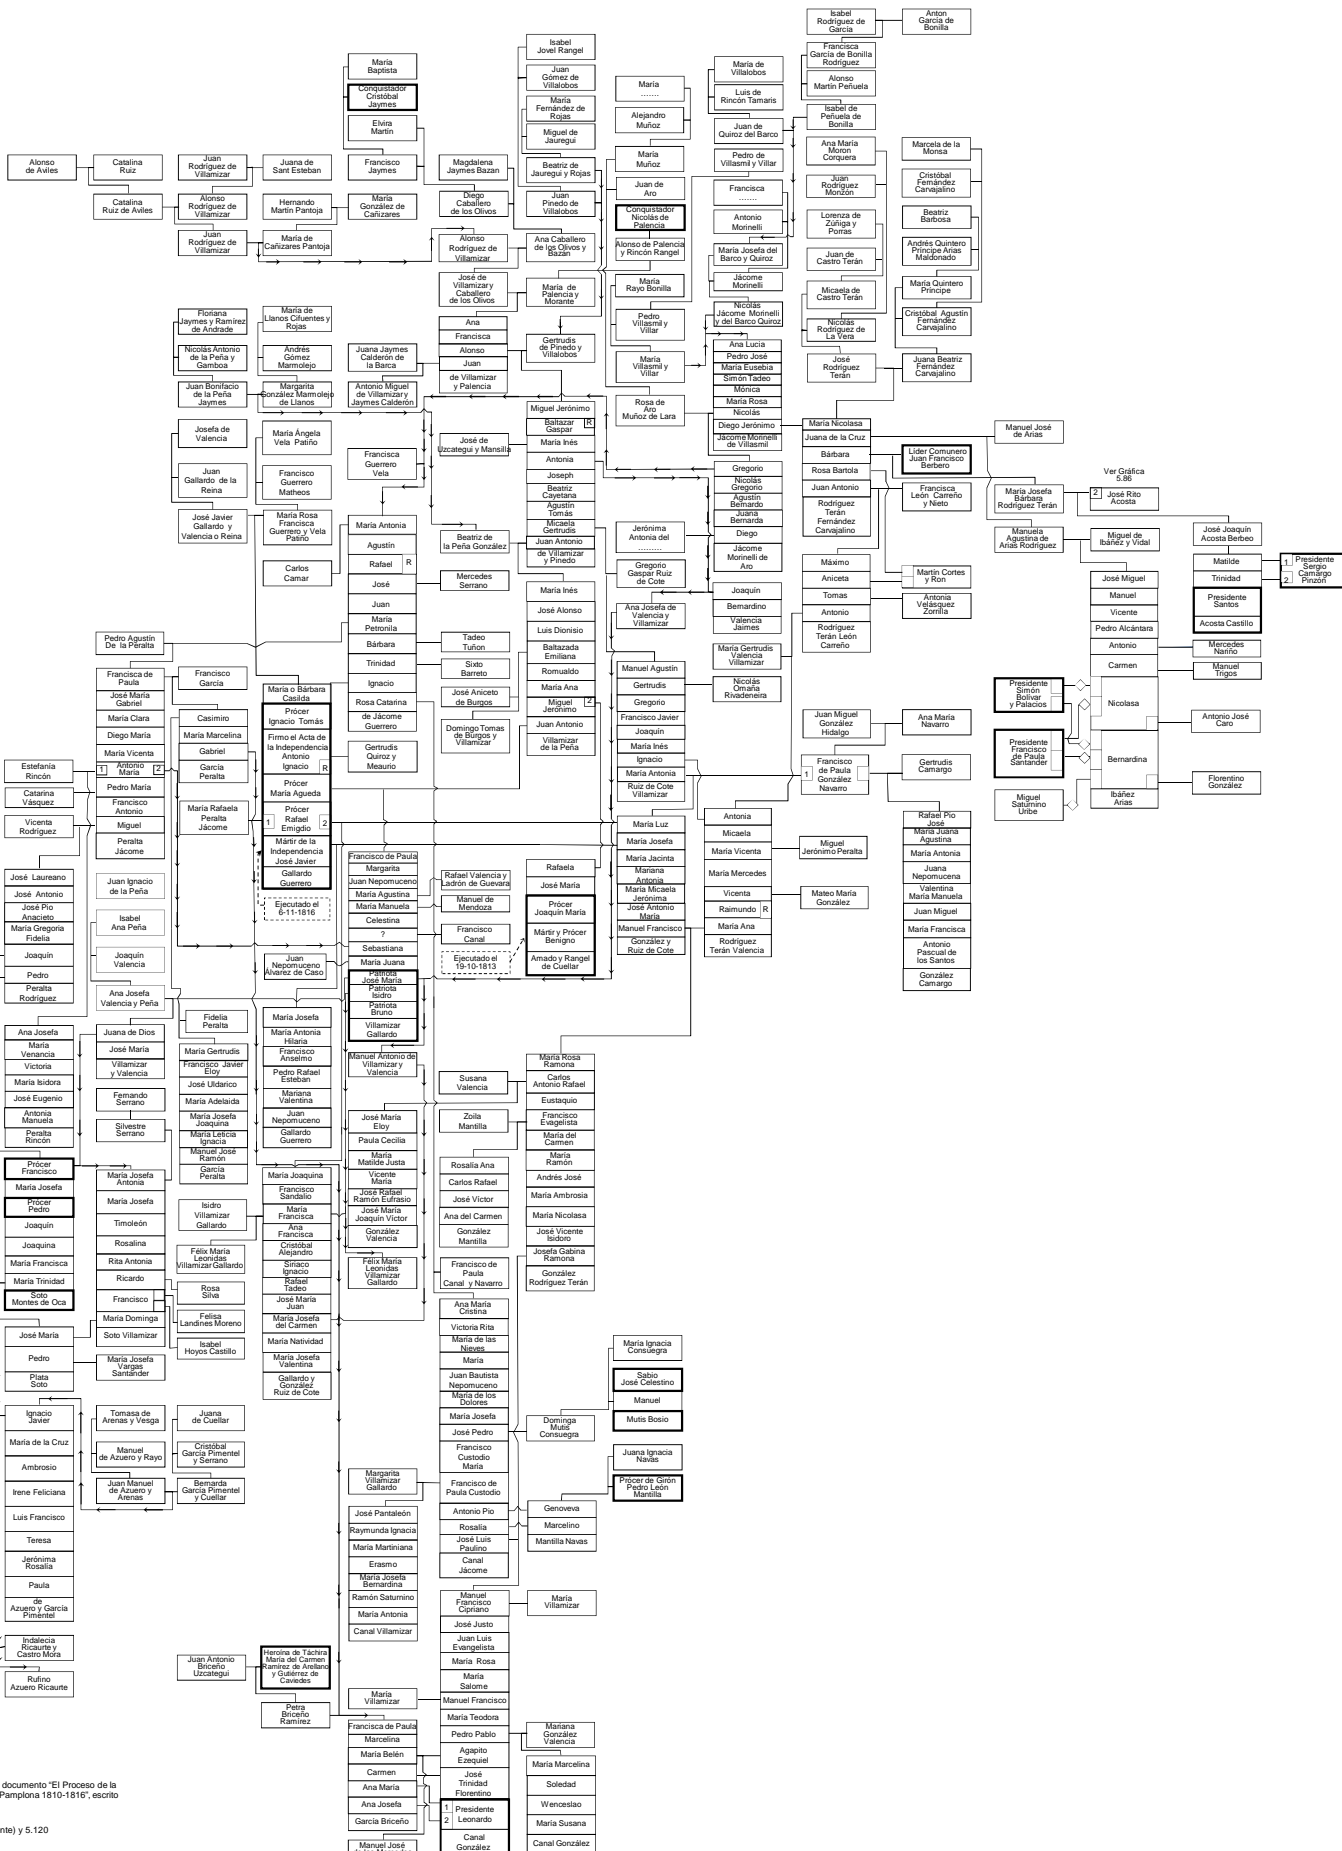 Isabel
Rodríguez de
García
Anton
García de
Bonilla
Isabel
Jovel Rangel
Francisca
García de Bonilla
Rodríguez
María
Baptista
Juan
Gómez de
Villalobos
María de
Villalobos
Alonso
Martín Peñuela
Conquistador
Cristóbal
Jaymes
María
.......
Luis de
Rincón Tamaris
María
Fernández de
Rojas
Isabel de
Peñuela de
Bonilla
Elvira
Martín
Alejandro
Muñoz
Juan de
Quiroz del Barco
Miguel de
Jauregui
Ana María
Moron
Corquera
Marcela de la
Monsa
Alonso
de Aviles
Catalina
Ruiz
Juan
Rodríguez de
Villamizar
Juana de
Sant Esteban
Francisco
Jaymes
Magdalena
Jaymes Bazan
Beatriz de
Jauregui y Rojas
María
Muñoz
Pedro de
Villasmil y Villar
Juan
Rodríguez
Monzón
Cristóbal
Fernández
Carvajalino
Catalina
Ruiz de Aviles
Alonso
Rodríguez de
Villamizar
Hernando
Martín Pantoja
María
González de
Cañizares
Diego
Caballero
de los Olivos
Juan
Pinedo de
Villalobos
Juan de
Aro
Francisca
.......
Conquistador
Nicolás de
Palencia
Antonio
Morinelli
Lorenza de
Zúñiga y
Porras
Beatriz
Barbosa
Juan
Rodríguez de
Villamizar
María de
Cañizares Pantoja
Alonso
Rodríguez de
Villamizar
Ana Caballero
de los Olivos y
Bazán
Alonso de Palencia
y Rincón Rangel
María Josefa del
Barco y Quiroz
Juan de
Castro Terán
Andrés Quintero
Príncipe Arias
Maldonado
José de
Villamizar y
Caballero
de los Olivos
María de
Palencia y
Morante
María
Rayo Bonilla
Jácome
Morinelli
Micaela de
Castro Terán
María Quintero
Príncipe
Floriana
Jaymes y Ramírez
de Andrade
María de
Llanos Cifuentes y
Rojas
Ana
Francisca
Alonso
Juan
de Villamizar
y Palencia
Pedro
Villasmil y
Villar
Nicolás
Jácome Morinelli
y del Barco Quiroz
Nicolás
Rodríguez de
La Vera
Cristóbal Agustín
Fernández
Carvajalino
Nicolás Antonio
de la Peña y
Gamboa
Andrés
Gómez
Marmolejo
Juana Jaymes
Calderón de
la Barca
Gertrudis
de Pinedo y
Villalobos
María
Villasmil y
Villar
Ana Lucia
Pedro José
María Eusebia
Simón Tadeo
Mónica
María Rosa
Nicolás
Diego Jerónimo
Jácome Morinelli
de Villasmil
José
Rodríguez
Terán
Juana Beatriz
Fernández
Carvajalino
Juan Bonifacio
de la Peña
Jaymes
Margarita
González Marmolejo
de Llanos
Antonio Miguel
de Villamizar y
Jaymes Calderón
Rosa de
Aro
Muñoz de Lara
Josefa de
Valencia
María Ángela
Vela Patiño
Francisca
Guerrero
Vela
José de
Uzcategui y Mansilla
Miguel Jerónimo
Baltazar
Gaspar
R
María Inés
Antonia
Joseph
Beatriz
Cayetana
Agustín
Tomás
Micaela
Gertrudis
Juan Antonio
de Villamizar
y Pinedo
María Nicolasa
Juana de la Cruz
Bárbara
Rosa Bartola
Juan Antonio
Rodríguez
Terán
Fernández
Carvajalino
Manuel José
de Arias
Líder Comunero
Juan Francisco
Berbero
Juan
Gallardo de la
Reina
Francisco
Guerrero
Matheos
Gregorio
Nicolás
Gregorio
Agustín
Bernardo
Juana
Bernarda
Diego
Jácome
Morinelli de
Aro
Francisca
León Carreño
y Nieto
María Josefa
Bárbara
Rodríguez Terán
Ver Gráfica
5.86
2
José Rito
Acosta
José Javier
Gallardo y
Valencia o Reina
María Rosa
Francisca
Guerrero y Vela
Patiño
Beatriz de
la Peña González
Jerónima
Antonia del
..........
Manuela
Agustina de
Arias Rodríguez
Miguel de
Ibáñez y Vidal
José Joaquín
Acosta Berbeo
Carlos
Camar
María Antonia
Agustín
Rafael
R
José
Juan
María
Petronila
Bárbara
Trinidad
Ignacio
Rosa Catarina
de Jácome
Guerrero
Mercedes
Serrano
Gregorio
Gaspar Ruiz
de Cote
Máximo
Aniceta
Tomas
Antonio
Rodríguez
Terán León
Carreño
Martín Cortes
y Ron
Antonia
Velásquez
Zorrilla
Matilde
Trinidad
Presidente
Santos
Acosta Castillo
1
2
Presidente
Sergio
Camargo
Pinzón
María Inés
José Alonso
Luis Dionisio
Baltazada
Emiliana
Romualdo
María Ana
Miguel
Jerónimo
2
Juan Antonio
Villamizar
de la Peña
Ana Josefa de
Valencia y
Villamizar
Joaquín
Bernardino
Valencia
Jaimes
José Miguel
Manuel
Vicente
Pedro Alcántara
Antonio
Carmen
Nicolasa
Bernardina
Ibáñez
Arias
Pedro Agustín
De la Peralta
Tadeo
Tuñon
Sixto
Barreto
María Gertrudis
Valencia
Villamizar
Mercedes
Nariño
Manuel
Trigos
Francisca de
Paula
José María
Gabriel
María Clara
Diego María
María Vicenta
1
Antonio
María
2
Pedro María
Francisco
Antonio
Miguel
Peralta
Jácome
Francisco
García
María o Bárbara
Casilda
Prócer
Ignacio Tomás
Firmo el Acta de
la Independencia
Antonio
Ignacio
R
Prócer
María Agueda
1
Prócer
Rafael
Emigdio
2
Mártir de la
Independencia
José Javier
Gallardo
Guerrero
José Aniceto
de Burgos
Manuel Agustín
Gertrudis
Gregorio
Francisco Javier
Joaquín
María Inés
Ignacio
María Antonia
Ruiz de Cote
Villamizar
Nicolás
Omaña
Rivadeneira
Presidente
Simón
Bolívar
y Palacios
Casimiro
María Marcelina
Gabriel
García
Peralta
Domingo Tomas
de Burgos y
Villamizar
Juan Miguel
González
Hidalgo
Ana María
Navarro
Presidente
Francisco
de Paula
Santander
Antonio José
Caro
Gertrudis
Quiroz y
Meaurio
Estefanía
Rincón
1
Francisco
de Paula
González
Navarro
Gertrudis
Camargo
Catarina
Vásquez
María Rafaela
Peralta
Jácome
Miguel
Saturnino
Uribe
Florentino
González
Vicenta
Rodríguez
María Luz
María Josefa
María Jacinta
Mariana
Antonia
María Micaela
Jerónima
José Antonio
María
Manuel Francisco
González y
Ruiz de Cote
Antonia
Micaela
María Vicenta
María Mercedes
Vicenta
Raimundo
R
María Ana
Rodríguez
Terán Valencia
Rafael Pio
José
María Juana
Agustina
María Antonia
Juana
Nepomucena
Valentina
María Manuela
Juan Miguel
María Francisca
Antonio
Pascual de
los Santos
González
Camargo
Miguel
Jerónimo Peralta
Mateo María
González
José Laureano
José Antonio
José Pio
Anacieto
María Gregoria
Fidelia
Joaquín
Pedro
Peralta
Rodríguez
Juan Ignacio
de la Peña
Isabel
Ana Peña
Joaquín
Valencia
Ana Josefa
Valencia y Peña
Ejecutado el
6-11-1816
Juan
Nepomuceno
Álvarez de Caso
Francisco de Paula
Margarita
Juan Nepomuceno
María Agustina
María Manuela
Celestina
?
Sebastiana
María Juana
Patriota
José María
Patriota
Isidro
Patriota
Bruno
Villamizar
Gallardo
Rafael Valencia y
Ladrón de Guevara
Manuel de
Mendoza
Francisco
Canal
Ejecutado el
19-10-1813
Rafaela
José María
Prócer
Joaquín María
Mártir y Prócer
Benigno
Amado y Rangel
de Cuellar
Ana Josefa
María
Venancia
Victoria
María Isidora
José Eugenio
Antonia
Manuela
Peralta
Rincón
Juana de Dios
José María
Villamizar
y Valencia
Fidelia
Peralta
María Gertrudis
Francisco Javier
Eloy
José Uldarico
María Adelaida
María Josefa
Joaquina
María Leticia
Ignacia
Manuel José
Ramón
García
Peralta
María Josefa
María Antonia
Hilaria
Francisco
Anselmo
Pedro Rafael
Esteban
Mariana
Valentina
Juan
Nepomuceno
Gallardo
Guerrero
Manuel Antonio de
Villamizar y
Valencia
Susana
Valencia
María Rosa
Ramona
Carlos
Antonio Rafael
Eustaquio
Francisco
Evagelista
María del
Carmen
María
Ramón
Andrés José
María Ambrosia
María Nicolasa
José Vicente
Isidoro
Josefa Gabina
Ramona
González
Rodríguez Terán
Fernando
Serrano
Silvestre
Serrano
José María
Eloy
Paula Cecilia
María
Matilde Justa
Vicente
María
José Rafael
Ramón Eufrasio
José María
Joaquín Víctor
González
Valencia
Zoila
Mantilla
Rosalía Ana
Carlos Rafael
José Víctor
Ana del Carmen
González
Mantilla
Prócer
Francisco
María Josefa
Prócer
Pedro
Joaquín
Joaquina
María Francisca
María Trinidad
Soto
Montes de Oca
María Josefa
Antonia
María Josefa
Timoleón
Rosalina
Rita Antonia
Ricardo
Francisco
María Dominga
Soto Villamizar
Isidro
Villamizar
Gallardo
Félix María
Leonidas
Villamizar Gallardo
Rosa
Silva
Felisa
Landines Moreno
Isabel
Hoyos Castillo
María Joaquina
Francisco
Sandalio
María
Francisca
Ana
Francisca
Cristóbal
Alejandro
Siriaco
Ignacio
Rafael
Tadeo
José María
Juan
María Josefa
del Carmen
María Natividad
María Josefa
Valentina
Gallardo y
González
Ruiz de Cote
Félix María
Leonidas
Villamizar
Gallardo
Francisco de
Paula
Canal y Navarro
Ana María
Cristina
Victoria Rita
María de las
Nieves
María
Juan Bautista
Nepomuceno
María de los
Dolores
María Josefa
José Pedro
Francisco
Custodio
María
Francisco de
Paula Custodio
Antonio Pio
Rosalía
José Luis
Paulino
Canal
Jácome
José María
Pedro
Plata
Soto
María Josefa
Vargas
Santander
María Ignacia
Consuegra
Sabio
José Celestino
Manuel
Mutis Bosio
Dominga
Mutis
Consuegra
Ignacio
Javier
María de la Cruz
Ambrosio
Irene Feliciana
Luis Francisco
Teresa
Jerónima
Rosalía
Paula
de
Azuero y García
Pimentel
Tomasa de
Arenas y Vesga
Juana
de Cuellar
Manuel
de Azuero y Rayo
Cristóbal
García Pimentel
y Serrano
Juan Manuel
de Azuero y
Arenas
Bernarda
García Pimentel
y Cuellar
Margarita
Villamizar
Gallardo
Juana Ignacia
Navas
Prócer de Girón
Pedro León
Mantilla
Genoveva
Marcelino
Mantilla Navas
José Pantaleón
Raymunda Ignacia
María Martiniana
Erasmo
María Josefa
Bernardina
Ramón Saturnino
María Antonia
Canal Villamizar
Manuel
Francisco
Cipriano
José Justo
Juan Luis
Evangelista
María Rosa
María
Salome
Manuel Francisco
María Teodora
Pedro Pablo
Agapito
Ezequiel
José
Trinidad
Florentino
1
2
Presidente
Leonardo
Canal
González
María
Villamizar
Indalecia
Ricaurte y
Castro Mora
Rufino
Azuero Ricaurte
Juan Antonio
Briceño
Uzcategui
Heroína de Táchira
María del Carmen
Ramírez de Arellano
y Gutiérrez de
Caviedes
Petra
Briceño
Ramírez
María
Villamizar
Francisca de Paula
Marcelina
María Belén
Carmen
Ana María
Ana Josefa
García Briceño
Manuel José
Mariana
González
Valencia
María Marcelina
Soledad
Wenceslao
María Susana
Canal González
documento “El Proceso de la
Pamplona 1810-1816”, escrito
nte) y 5.120